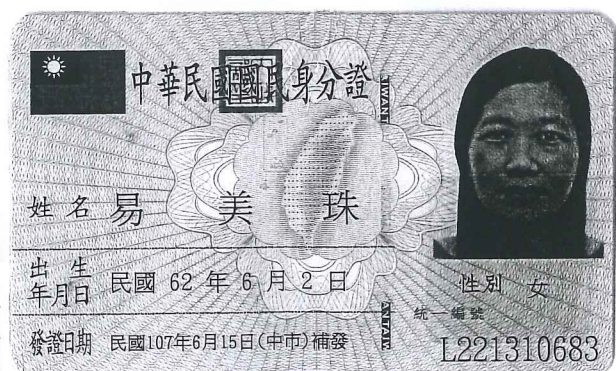 中華民國國民身分證
姓名 易美珠
出生年月日 民國 62 年 6 月 2 日
性別 女
統一編號
發證日期 民國107年6月15日(中市)補發
L221310683
TAIWAN